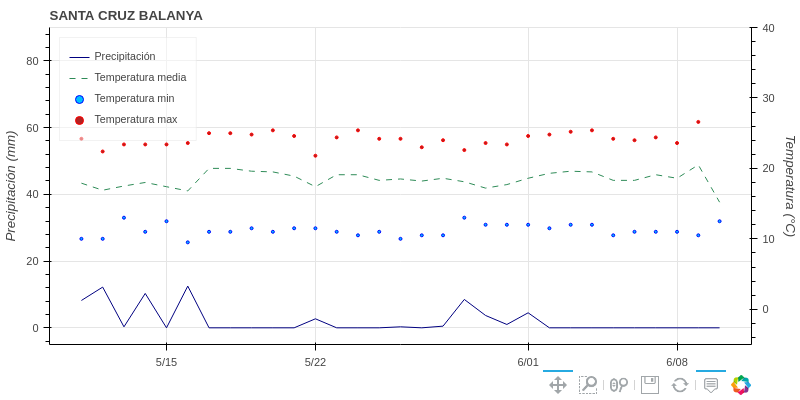 SANTA CRUZ BALANYA
Precipitación
Temperatura media
Temperatura min
Temperatura max
Precipitación (mm)
80
60
40
20
0
Temperatura (°C)
40
30
20
10
0
5/15
5/22
6/01
6/08